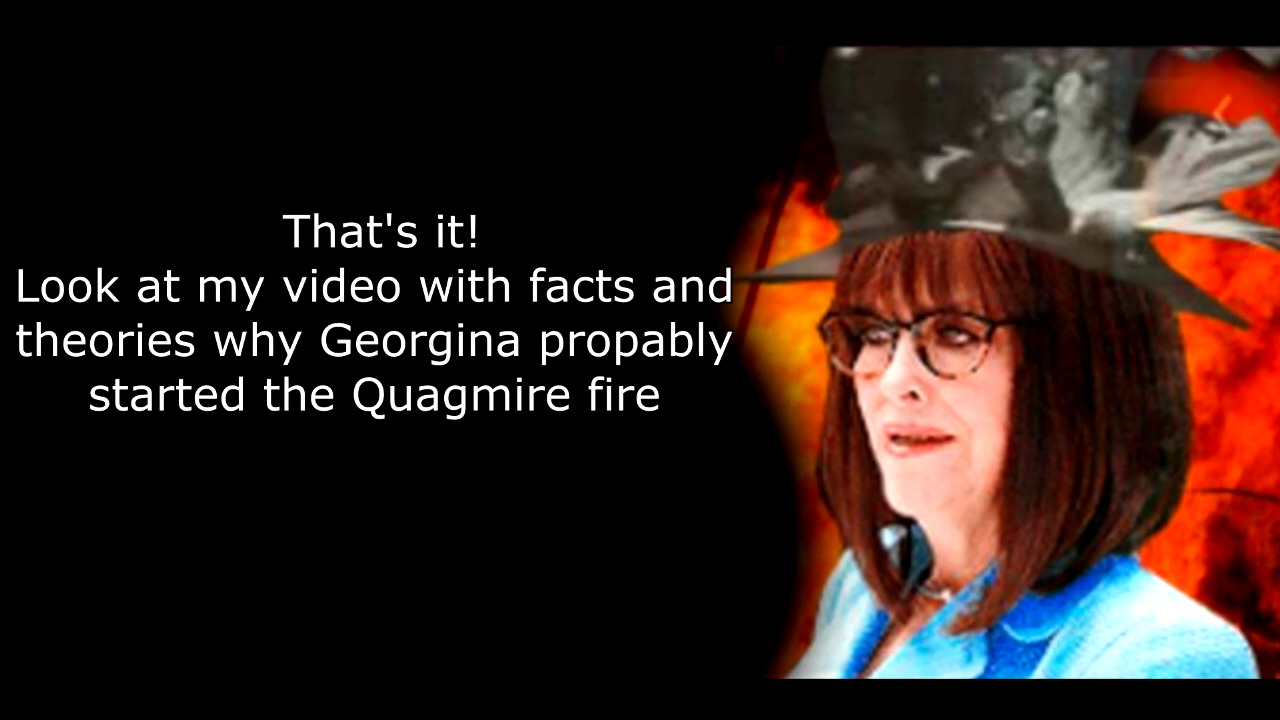 That's it!
Look at my video with facts and
theories why Georgina propably
started the Quagmire fire